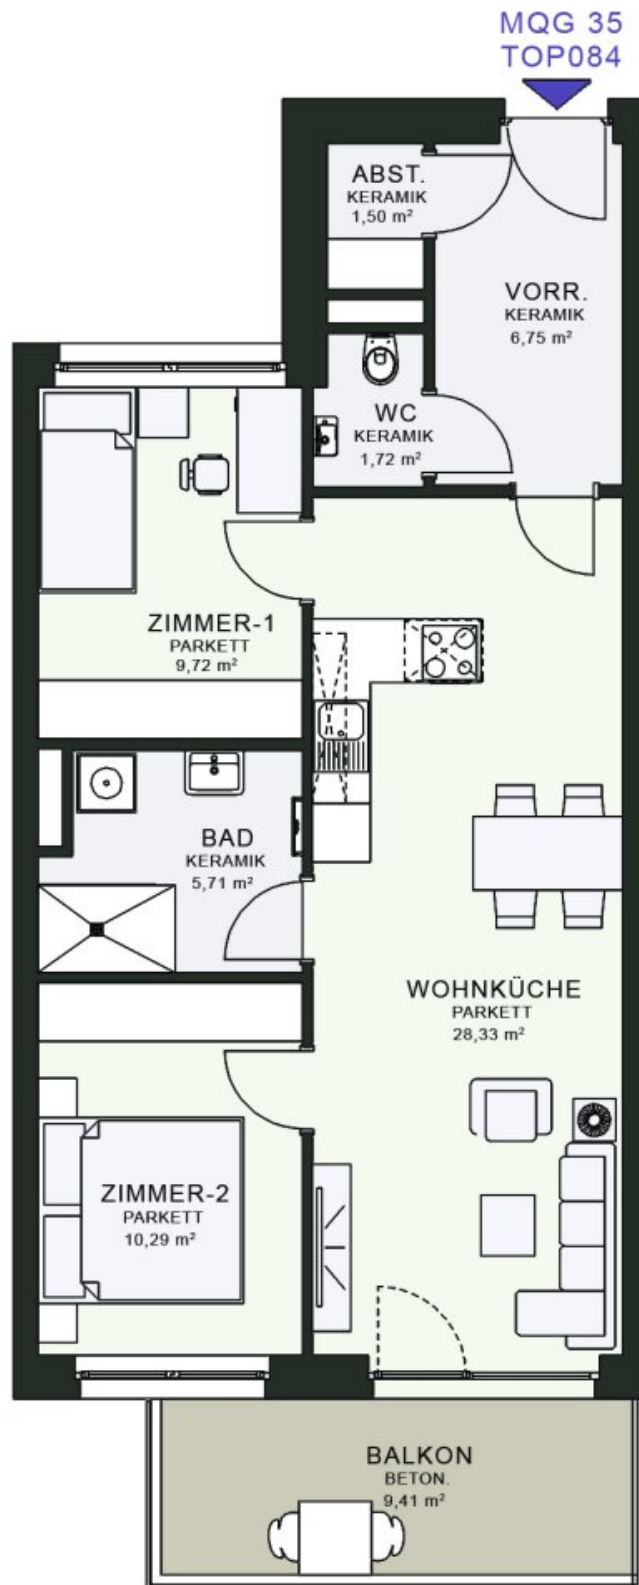 MQG 35
TOP084
ABST.
KERAMIK
1,50 m²
VORR.
KERAMIK
6,75 m²
WC
KERAMIK
1,72 m²
ZIMMER-1
PARKETT
9,72 m²
BAD
KERAMIK
5,71 m²
WOHNKÜCHE
PARKETT
28,33 m²
ZIMMER-2
PARKETT
10,29 m²
BALKON
BETON.
9,41 m²